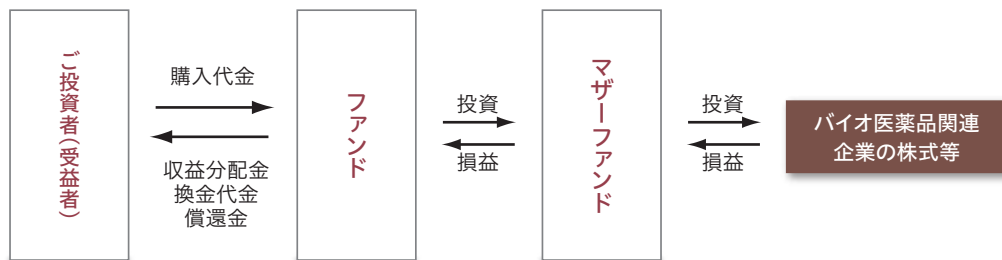 ご投資者(受益者)
購入代金
収益分配金
換金代金
償還金
ファンド
投資
損益
マザーファンド
投資
損益
バイオ医薬品関連
企業の株式等